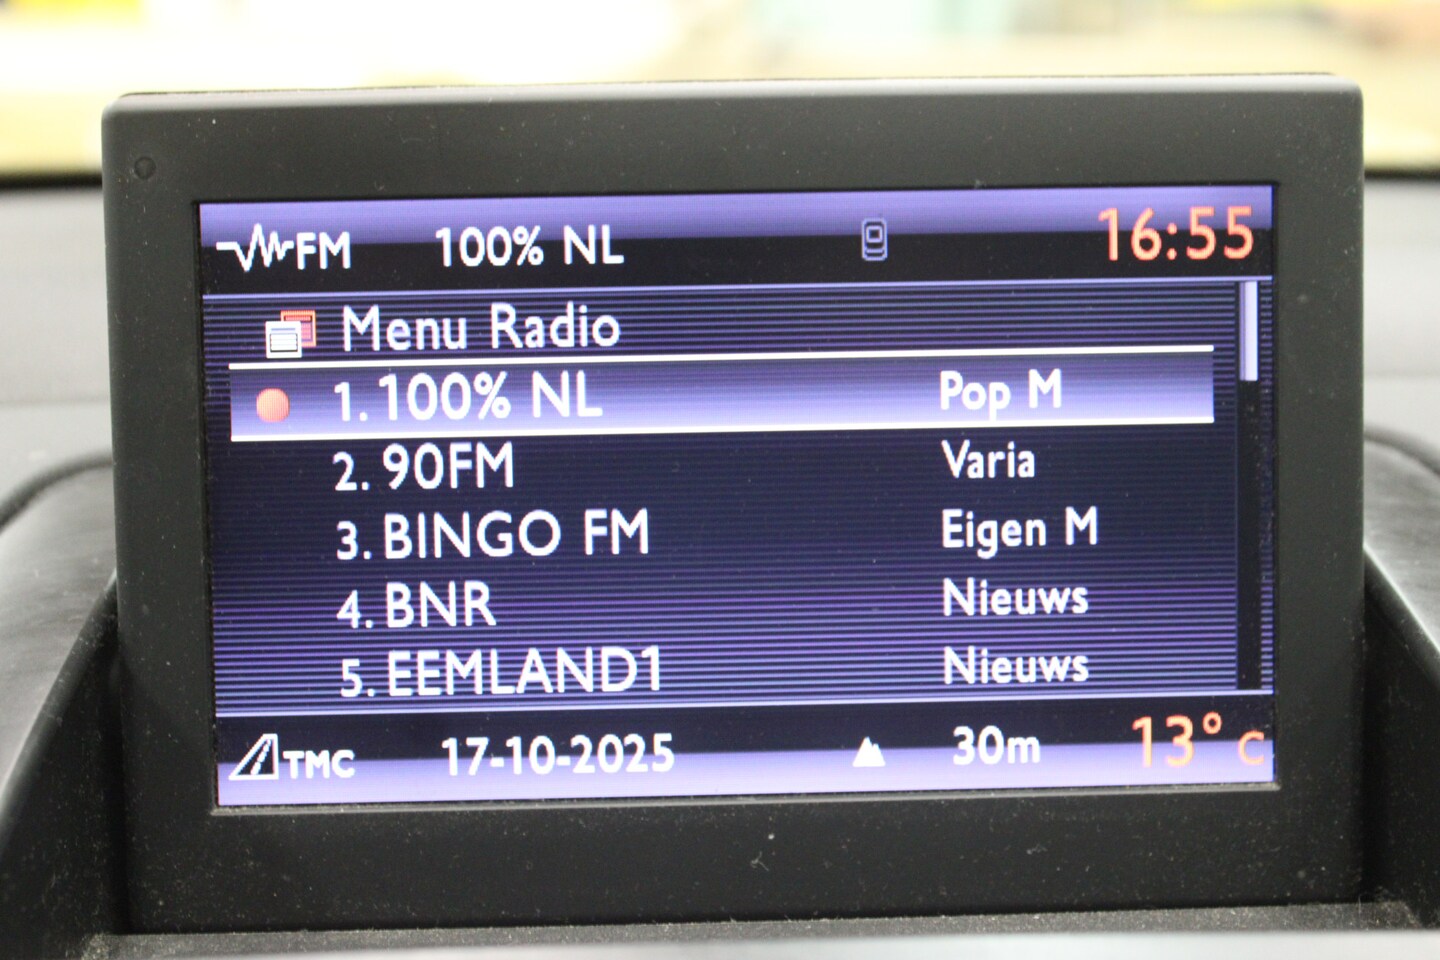 FM 100% NL 16:55
Menu Radio
1. 100% NL Pop M
2. 90FM Varia
3. BINGO FM Eigen M
4. BNR Nieuws
5. EEMLAND1 Nieuws
TMC 17-10-2025 30m 13° C